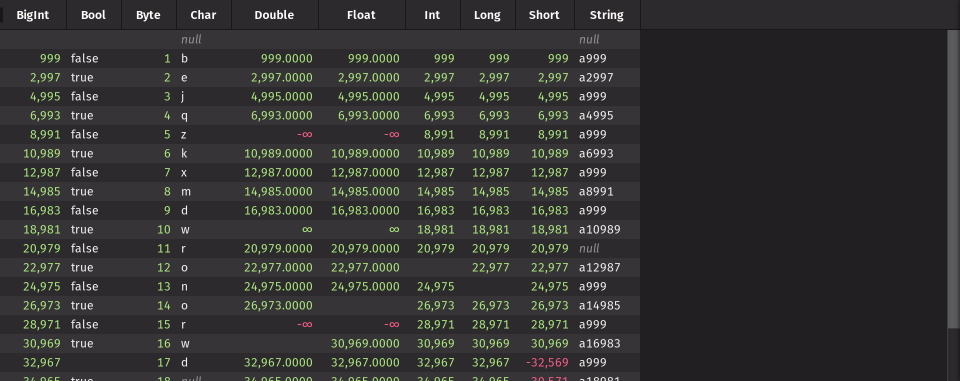 BigInt Bool Byte Char Double Float Int Long Short String
null null
999 false 1 b 999.0000 999.0000 999 999 999 a999
2,997 true 2 e 2,997.0000 2,997.0000 2,997 2,997 2,997 a2997
4,995 false 3 j 4,995.0000 4,995.0000 4,995 4,995 4,995 a999
6,993 true 4 q 6,993.0000 6,993.0000 6,993 6,993 6,993 a4995
8,991 false 5 z -∞ -∞ 8,991 8,991 8,991 a999
10,989 true 6 k 10,989.0000 10,989.0000 10,989 10,989 10,989 a6993
12,987 false 7 x 12,987.0000 12,987.0000 12,987 12,987 12,987 a999
14,985 true 8 m 14,985.0000 14,985.0000 14,985 14,985 14,985 a8991
16,983 false 9 d 16,983.0000 16,983.0000 16,983 16,983 16,983 a999
18,981 true 10 w ∞ ∞ 18,981 18,981 18,981 a10989
20,979 false 11 r 20,979.0000 20,979.0000 20,979 20,979 20,979 null
22,977 true 12 o 22,977.0000 22,977.0000 22,977 22,977 a12987
24,975 false 13 n 24,975.0000 24,975.0000 24,975 24,975 a999
26,973 true 14 o 26,973.0000 26,973 26,973 26,973 a14985
28,971 false 15 r -∞ -∞ 28,971 28,971 28,971 a999
30,969 true 16 w 30,969.0000 30,969 30,969 30,969 a16983
32,967 17 d 32,967.0000 32,967.0000 32,967 32,967 -32,569 a999
34,965 true 18 null 34,965.0000 34,965.0000 34,965 34,965 -30,571 a18981